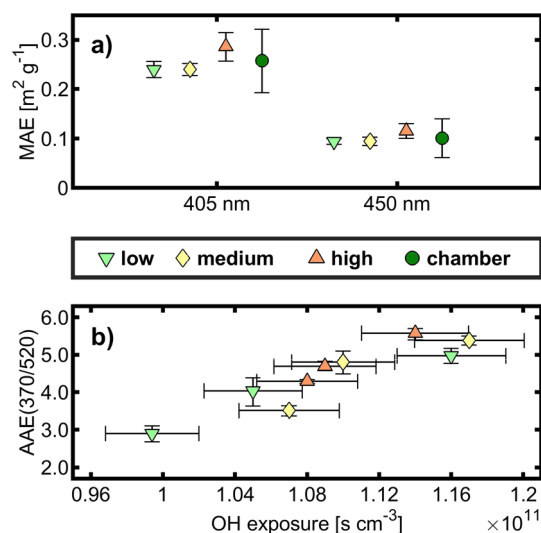 a)
MAE [m² g⁻¹]
0.3
0.2
0.1
0
405 nm 450 nm
low medium high chamber
b)
AAE(370/520)
6.0
5.0
4.0
3.0
2.0
0.96 1 1.04 1.08 1.12 1.16 1.2
OH exposure [s cm⁻³] ×10¹¹